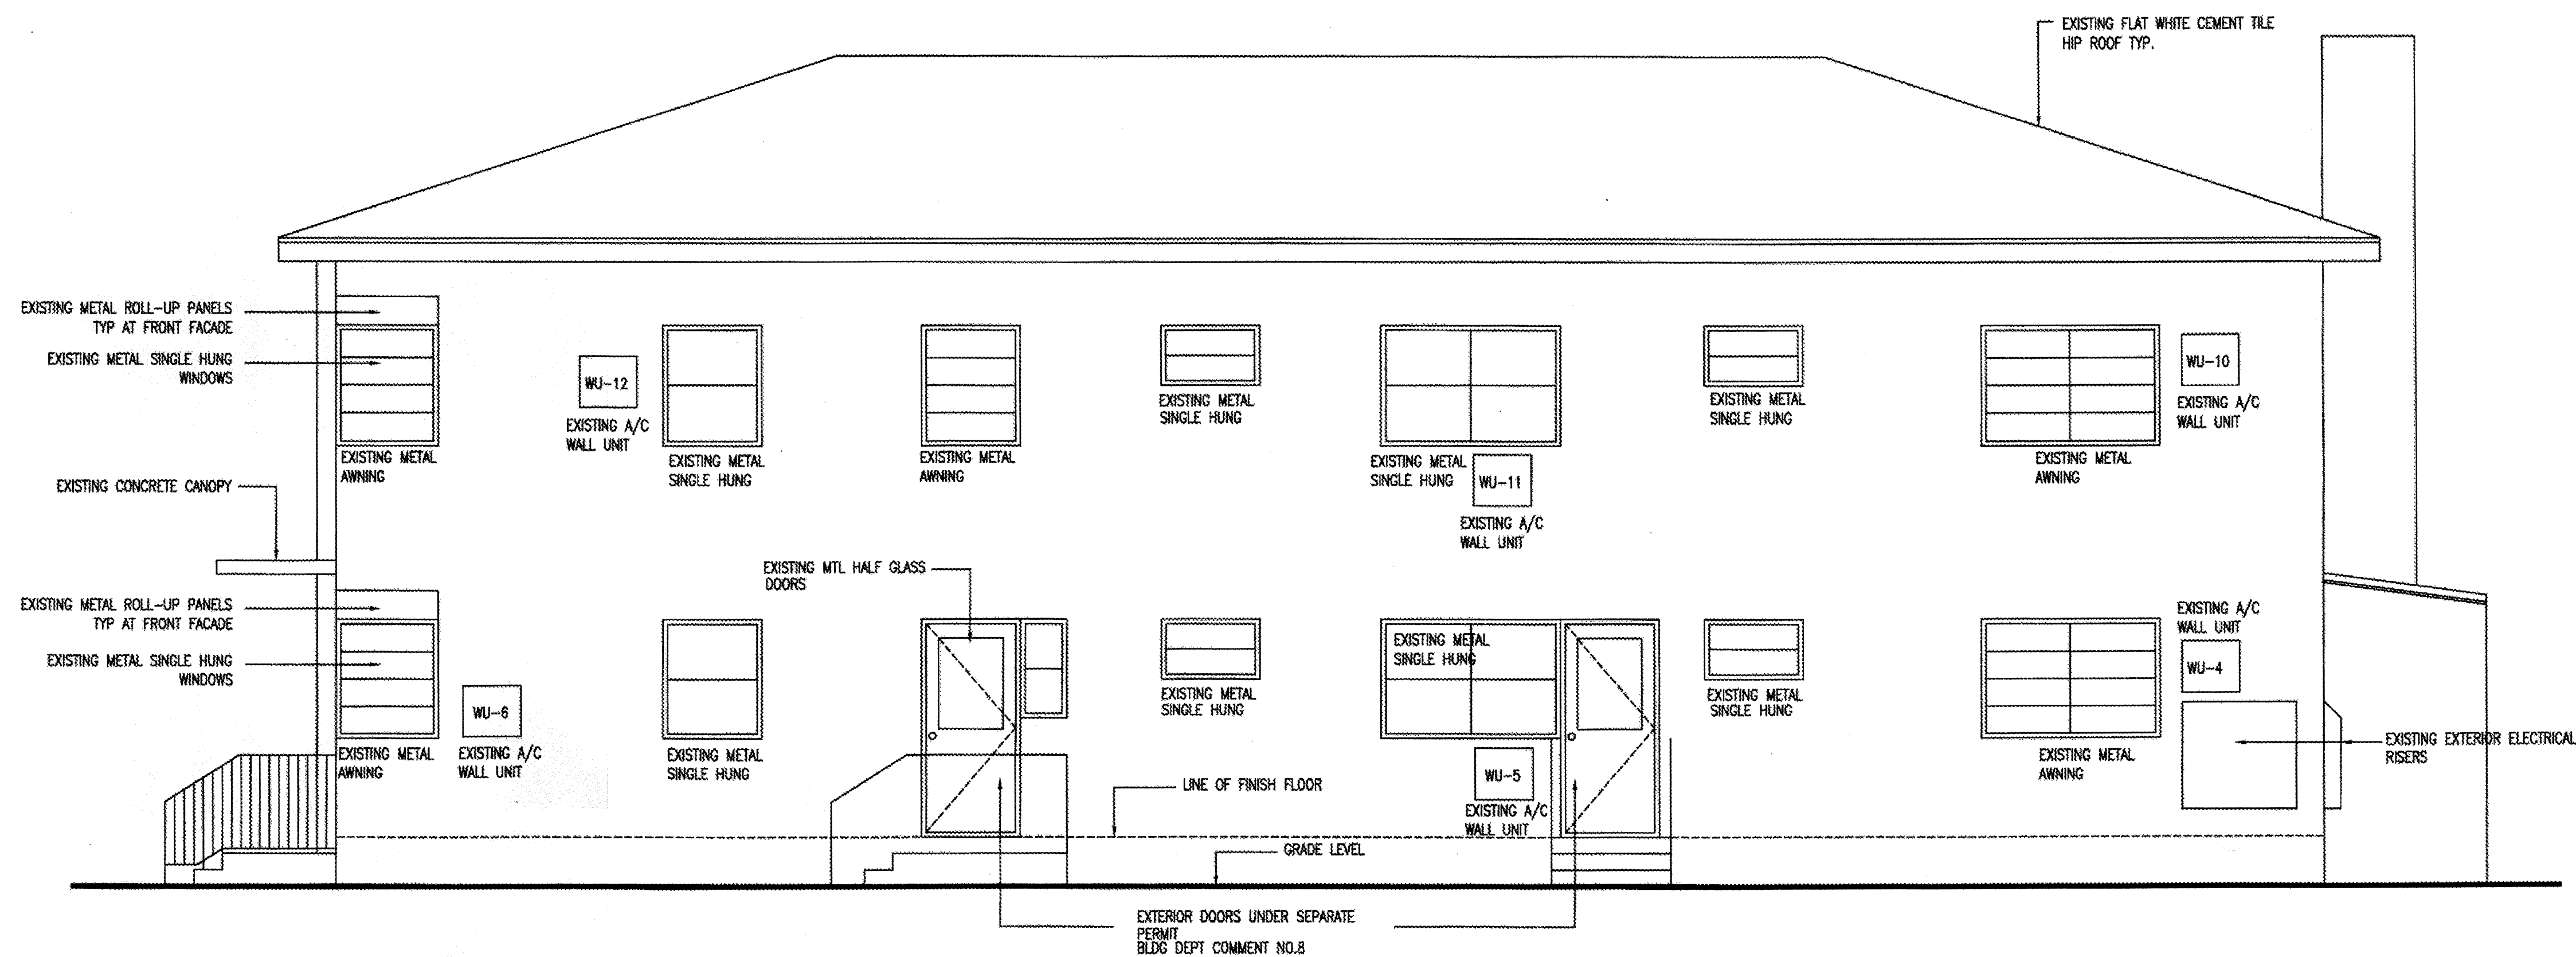 EXISTING FLAT WHITE CEMENT TILE
HIP ROOF TYP.
EXISTING METAL ROLL-UP PANELS
TYP AT FRONT FACADE
EXISTING METAL SINGLE HUNG
WINDOWS
EXISTING METAL
AWNING
WU-12
EXISTING A/C
WALL UNIT
EXISTING METAL
SINGLE HUNG
EXISTING METAL
AWNING
EXISTING METAL
SINGLE HUNG
EXISTING METAL
SINGLE HUNG
WU-11
EXISTING A/C
WALL UNIT
EXISTING METAL
SINGLE HUNG
EXISTING METAL
AWNING
WU-10
EXISTING A/C
WALL UNIT
EXISTING CONCRETE CANOPY
EXISTING METAL ROLL-UP PANELS
TYP AT FRONT FACADE
EXISTING METAL SINGLE HUNG
WINDOWS
EXISTING METAL
AWNING
WU-6
EXISTING A/C
WALL UNIT
EXISTING METAL
SINGLE HUNG
EXISTING MTL HALF GLASS
DOORS
EXISTING METAL
SINGLE HUNG
EXISTING METAL
SINGLE HUNG
WU-5
EXISTING A/C
WALL UNIT
EXISTING METAL
SINGLE HUNG
EXISTING METAL
AWNING
EXISTING A/C
WALL UNIT
WU-4
EXISTING EXTERIOR ELECTRICAL
RISERS
LINE OF FINISH FLOOR
GRADE LEVEL
EXTERIOR DOORS UNDER SEPARATE
PERMIT
BLDG DEPT COMMENT NO.8